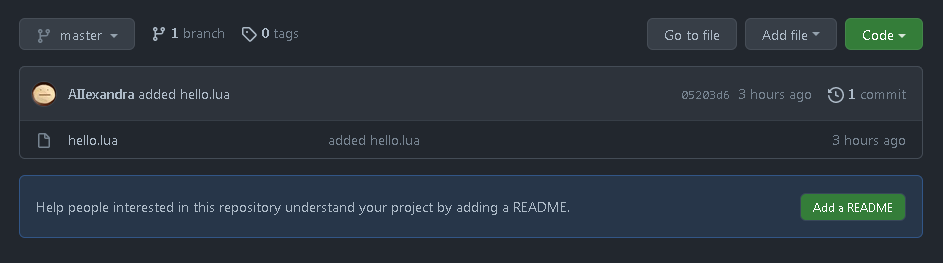 master 1 branch 0 tags Go to file Add file Code
AIIexandra added hello.lua 05203d6 3 hours ago 1 commit
hello.lua added hello.lua 3 hours ago
Help people interested in this repository understand your project by adding a README. Add a README